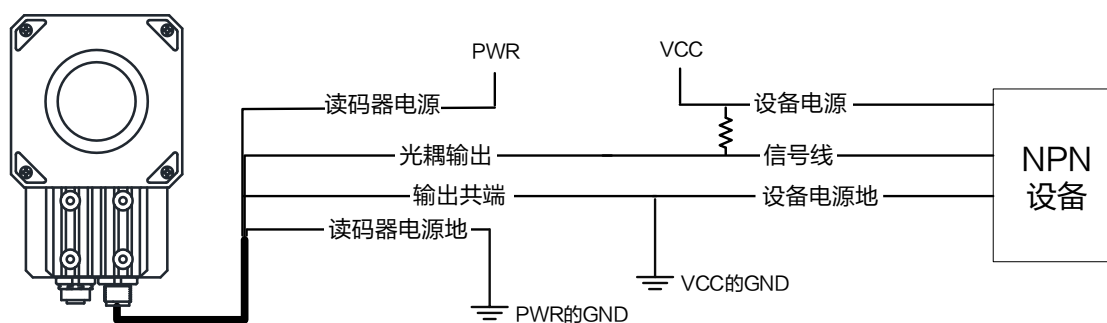 PWR
VCC
读码器电源
设备电源
光耦输出
信号线
输出共端
设备电源地
读码器电源地
NPN
设备
VCC的GND
PWR的GND